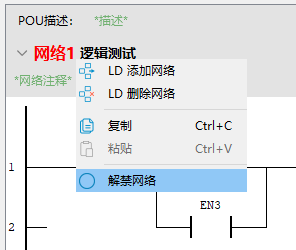 POU描述： *描述*
网络1 逻辑测试
*网络注释*
LD 添加网络
LD 删除网络
复制 Ctrl+C
粘贴 Ctrl+V
1
解禁网络
EN3
2